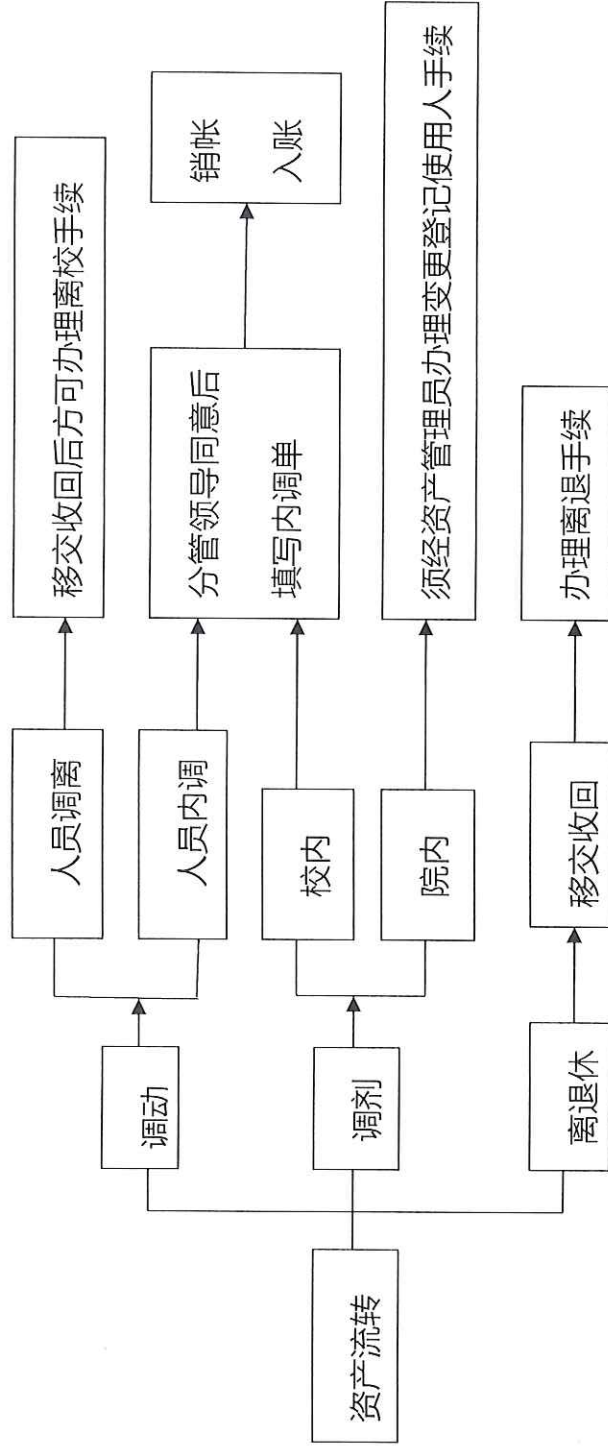 资产流转
调动
调剂
离退休
人员调离
人员内调
校内
院内
移交收回
移交收回后方可办理离校手续
分管领导同意后
填写内调单
须经资产管理员办理变更登记使用人手续
办理离退手续
销帐
入账